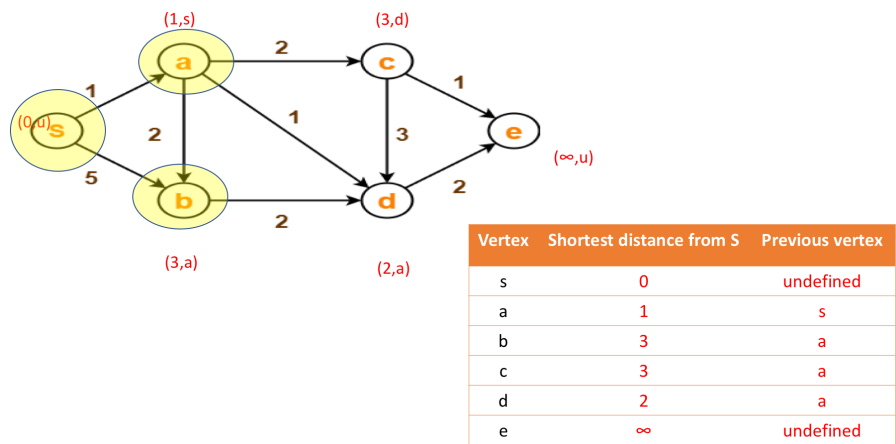 (1,s)
(3,d)
2
a
c
1
1
1
(0,u)
s
2
3
e
(∞,u)
5
2
b
d
2
(3,a)
(2,a)
Vertex Shortest distance from S Previous vertex
s 0 undefined
a 1 s
b 3 a
c 3 a
d 2 a
e ∞ undefined